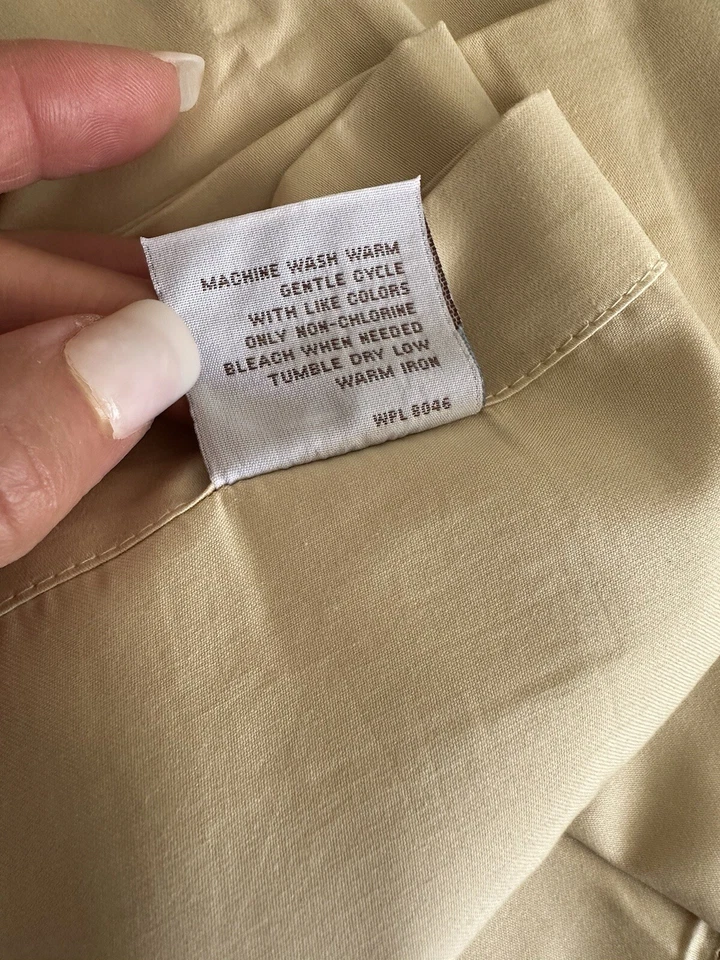 MACHINE WASH WARM
GENTLE CYCLE
WITH LIKE COLORS
ONLY NON-CHLORINE
BLEACH WHEN NEEDED
TUMBLE DRY LOW
WARM IRON
WPL 8046